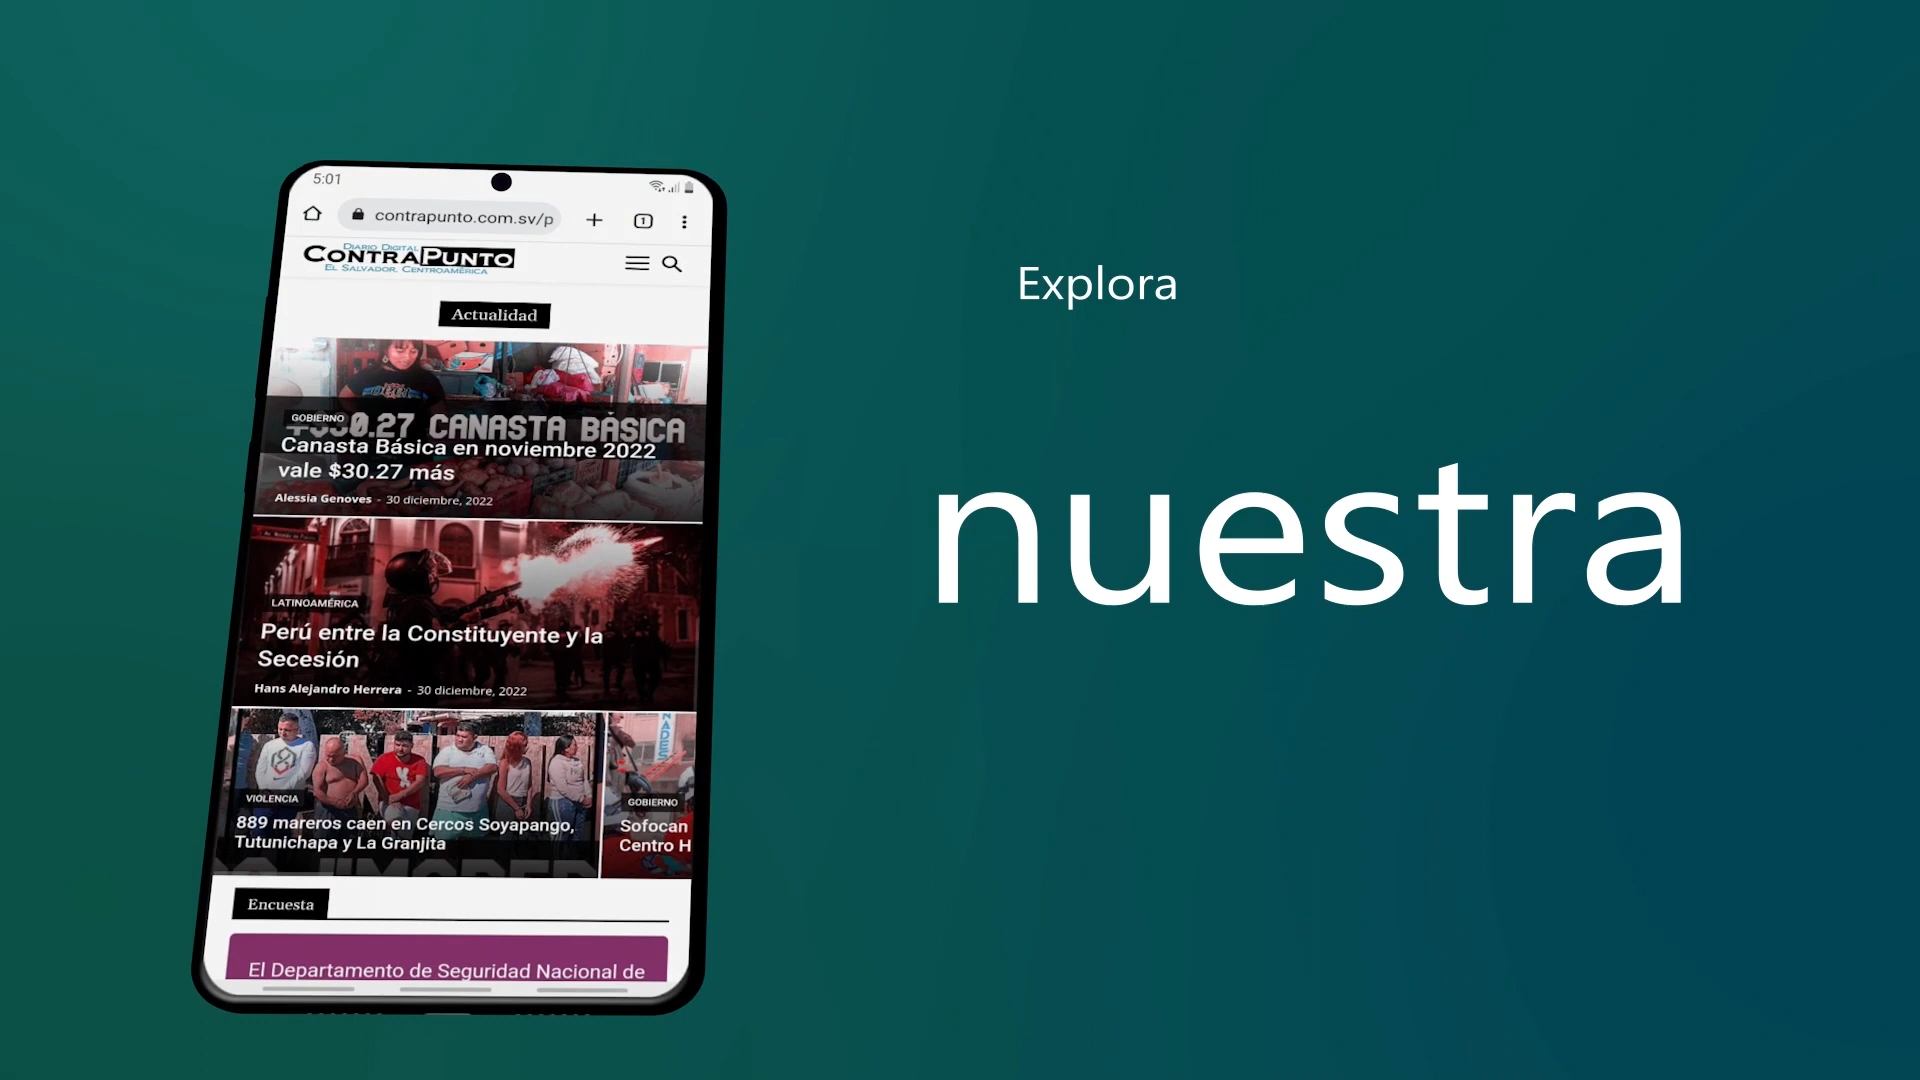 5:01
contrapunto.com.sv/p
1
DIARIO DIGITAL
CONTRAPUNTO
EL SALVADOR, CENTROAMÉRICA
Actualidad
GOBIERNO
+$30.27 CANASTA BÁSICA
Canasta Básica en noviembre 2022
vale $30.27 más
Alessia Genoves - 30 diciembre, 2022
LATINOAMÉRICA
Perú entre la Constituyente y la
Secesión
Hans Alejandro Herrera - 30 diciembre, 2022
VIOLENCIA
889 mareros caen en Cercos Soyapango,
Tutunichapa y La Granjita
NADES
GOBIERNO
Sofocan
Centro H
Encuesta
El Departamento de Seguridad Nacional de
Explora
nuestra